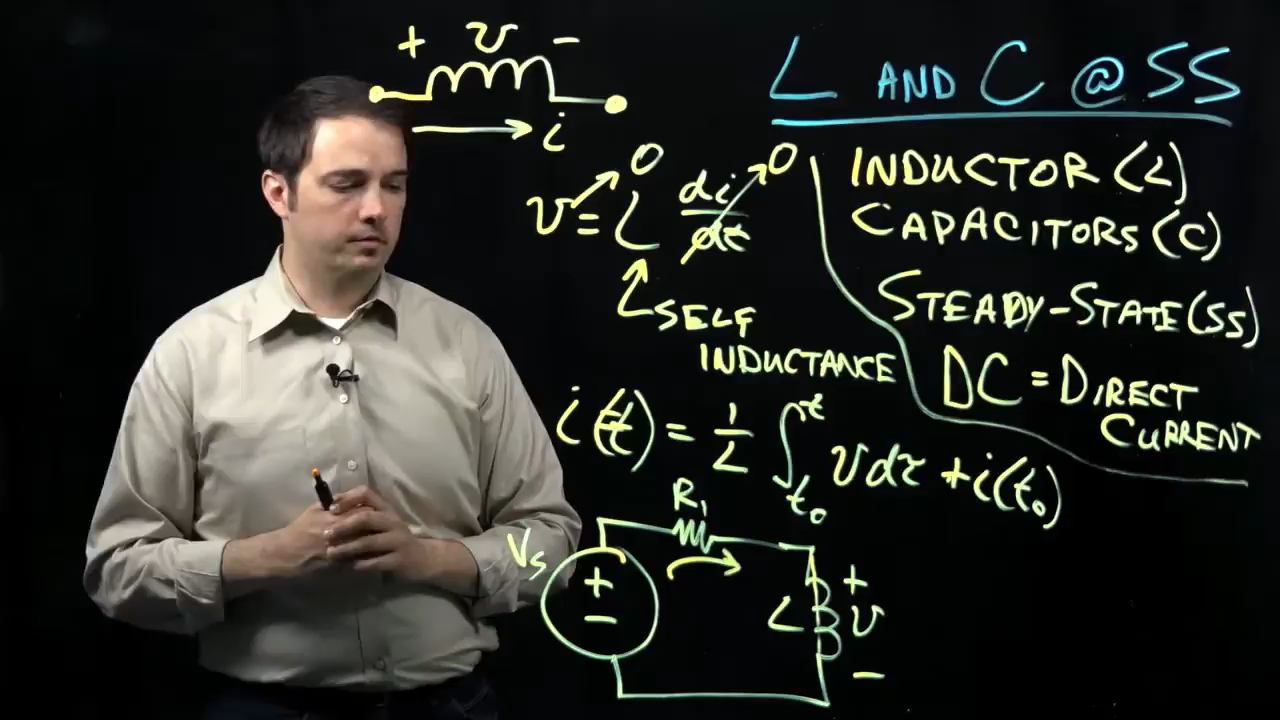 L AND C @ SS
+ v −
i
INDUCTOR (L)
CAPACITORS (C)
STEADY-STATE (SS)
DC = DIRECT
CURRENT
0 0
v = L di/dt
SELF
INDUCTANCE
i(t) = 1/L ∫ t t₀ v dτ + i(t₀)
R₁
Vs + −
L + v −